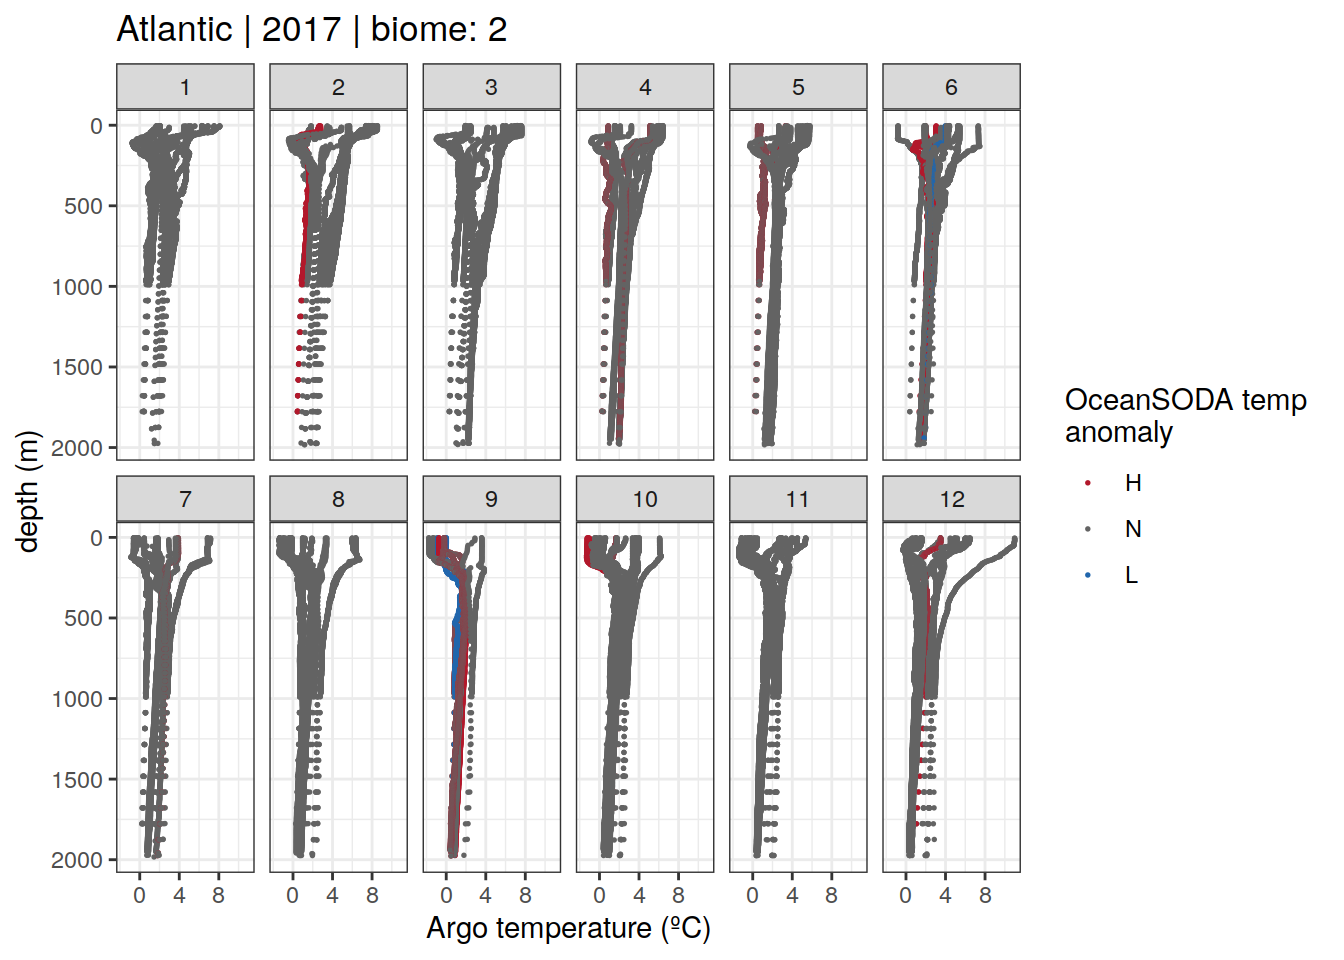 Atlantic | 2017 | biome: 2
1 2 3 4 5 6
0
500
1000
1500
2000
7 8 9 10 11 12
0
500
1000
1500
2000
0 4 8 0 4 8 0 4 8 0 4 8 0 4 8 0 4 8
Argo temperature (ºC)
depth (m)
OceanSODA temp
anomaly
H
N
L